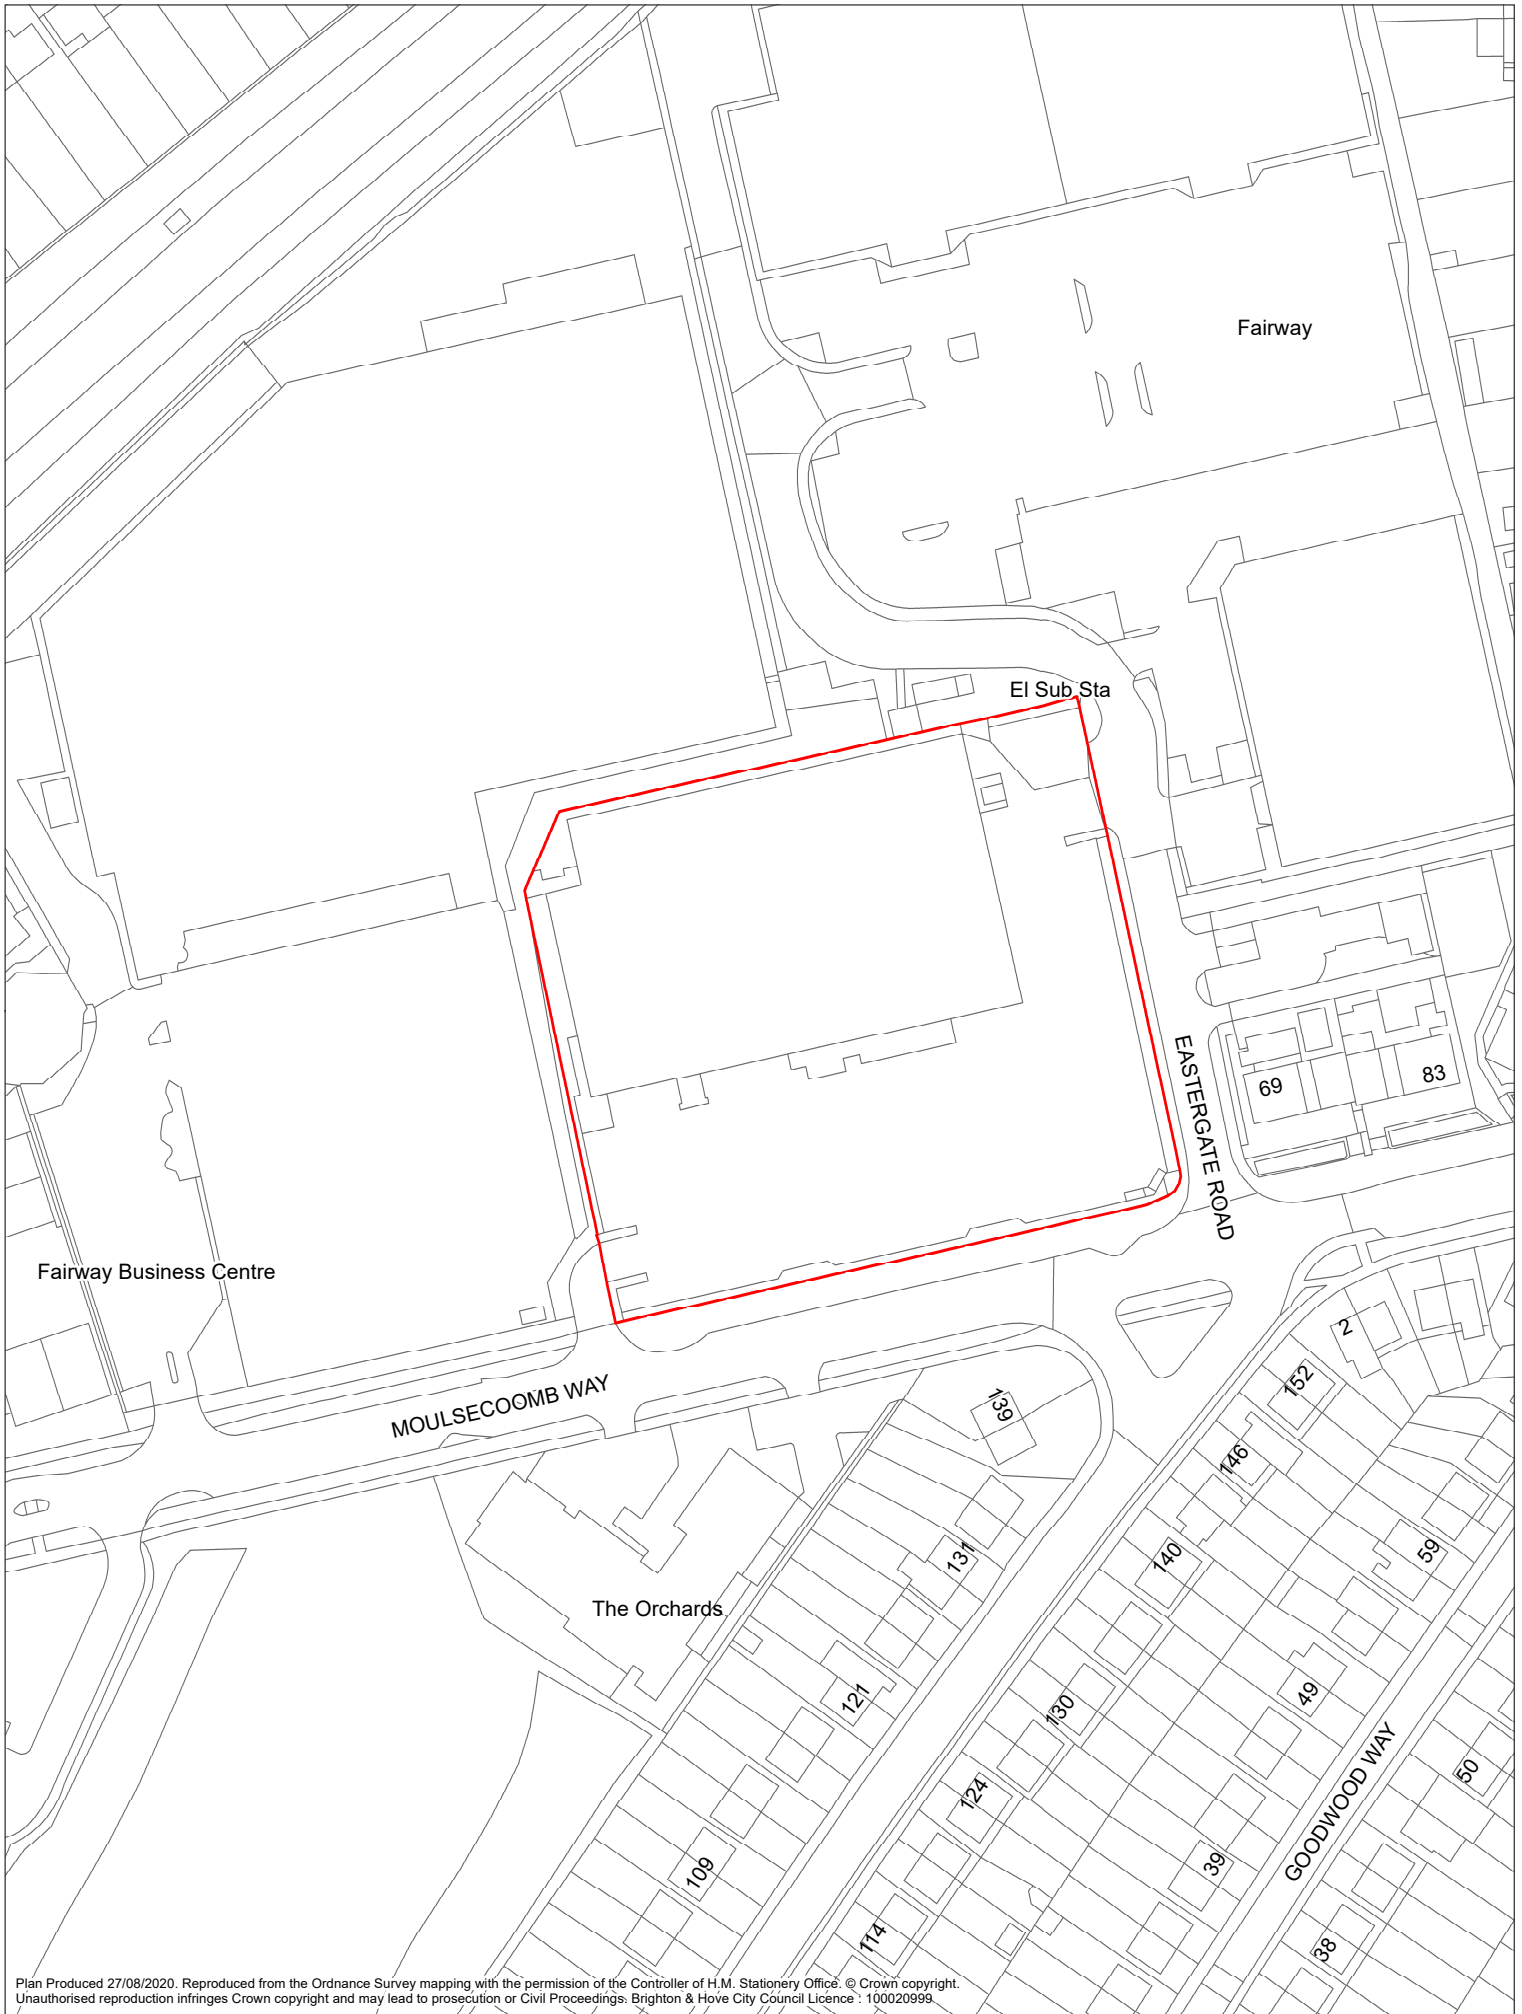 Fairway
El Sub Sta
EASTERGATE ROAD
69
83
Fairway Business Centre
2
152
MOULSECOOMB WAY
139
146
131
140
59
The Orchards
121
49
130
GOODWOOD WAY
50
124
39
109
114
38
Plan Produced 27/08/2020. Reproduced from the Ordnance Survey mapping with the permission of the Controller of H.M. Stationery Office. © Crown copyright.
Unauthorised reproduction infringes Crown copyright and may lead to prosecution or Civil Proceedings. Brighton & Hove City Council Licence : 100020999.